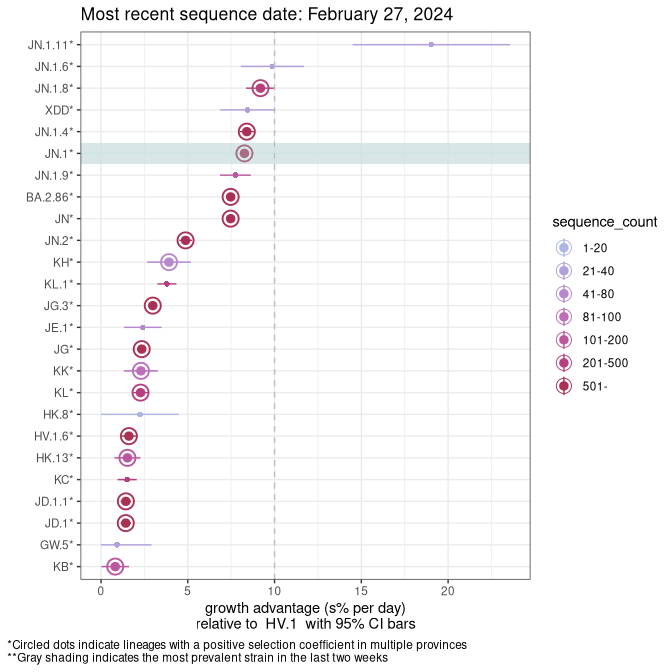 Most recent sequence date: February 27, 2024
JN.1.11*
JN.1.6*
JN.1.8*
XDD*
JN.1.4*
JN.1*
JN.1.9*
BA.2.86*
JN*
JN.2*
KH*
KL.1*
JG.3*
JE.1*
JG*
KK*
KL*
HK.8*
HV.1.6*
HK.13*
KC*
JD.1.1*
JD.1*
GW.5*
KB*
0 5 10 15 20
growth advantage (s% per day)
relative to HV.1 with 95% CI bars
sequence_count
1-20
21-40
41-80
81-100
101-200
201-500
501-
*Circled dots indicate lineages with a positive selection coefficient in multiple provinces
**Gray shading indicates the most prevalent strain in the last two weeks